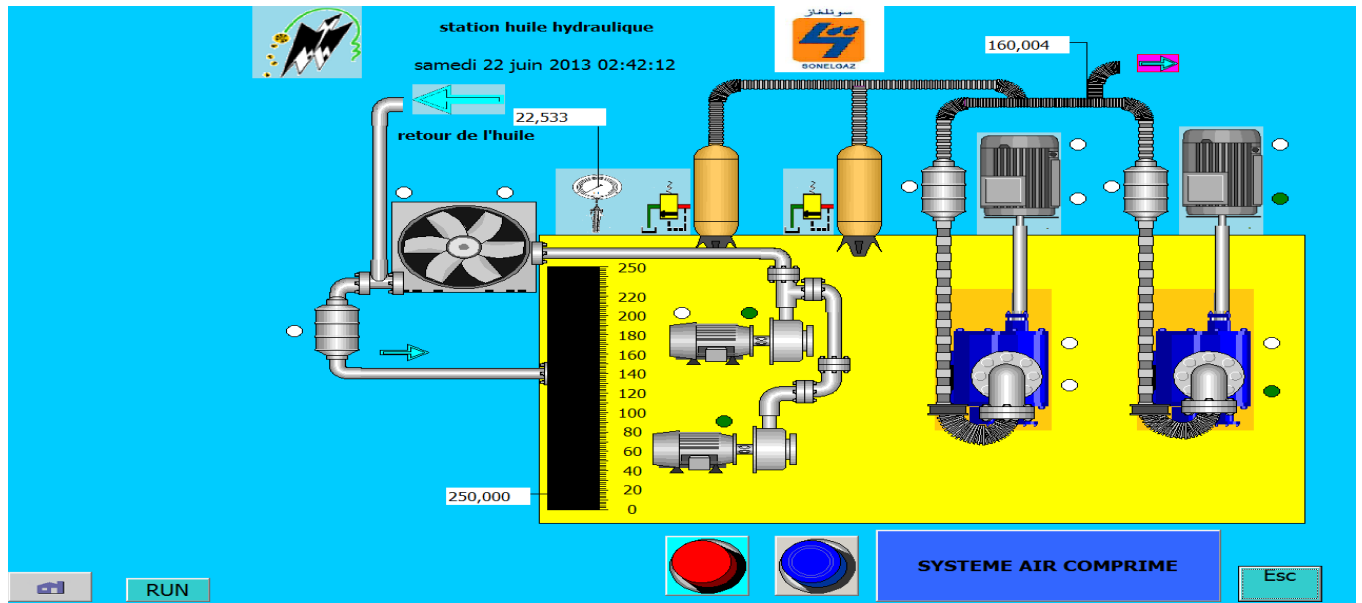 station huile hydraulique
سونلغاز
SONELGAZ
samedi 22 juin 2013 02:42:12
160,004
22,533
retour de l'huile
250
220
200
180
160
140
120
100
80
60
40
20
0
250,000
SYSTEME AIR COMPRIME
Esc
RUN